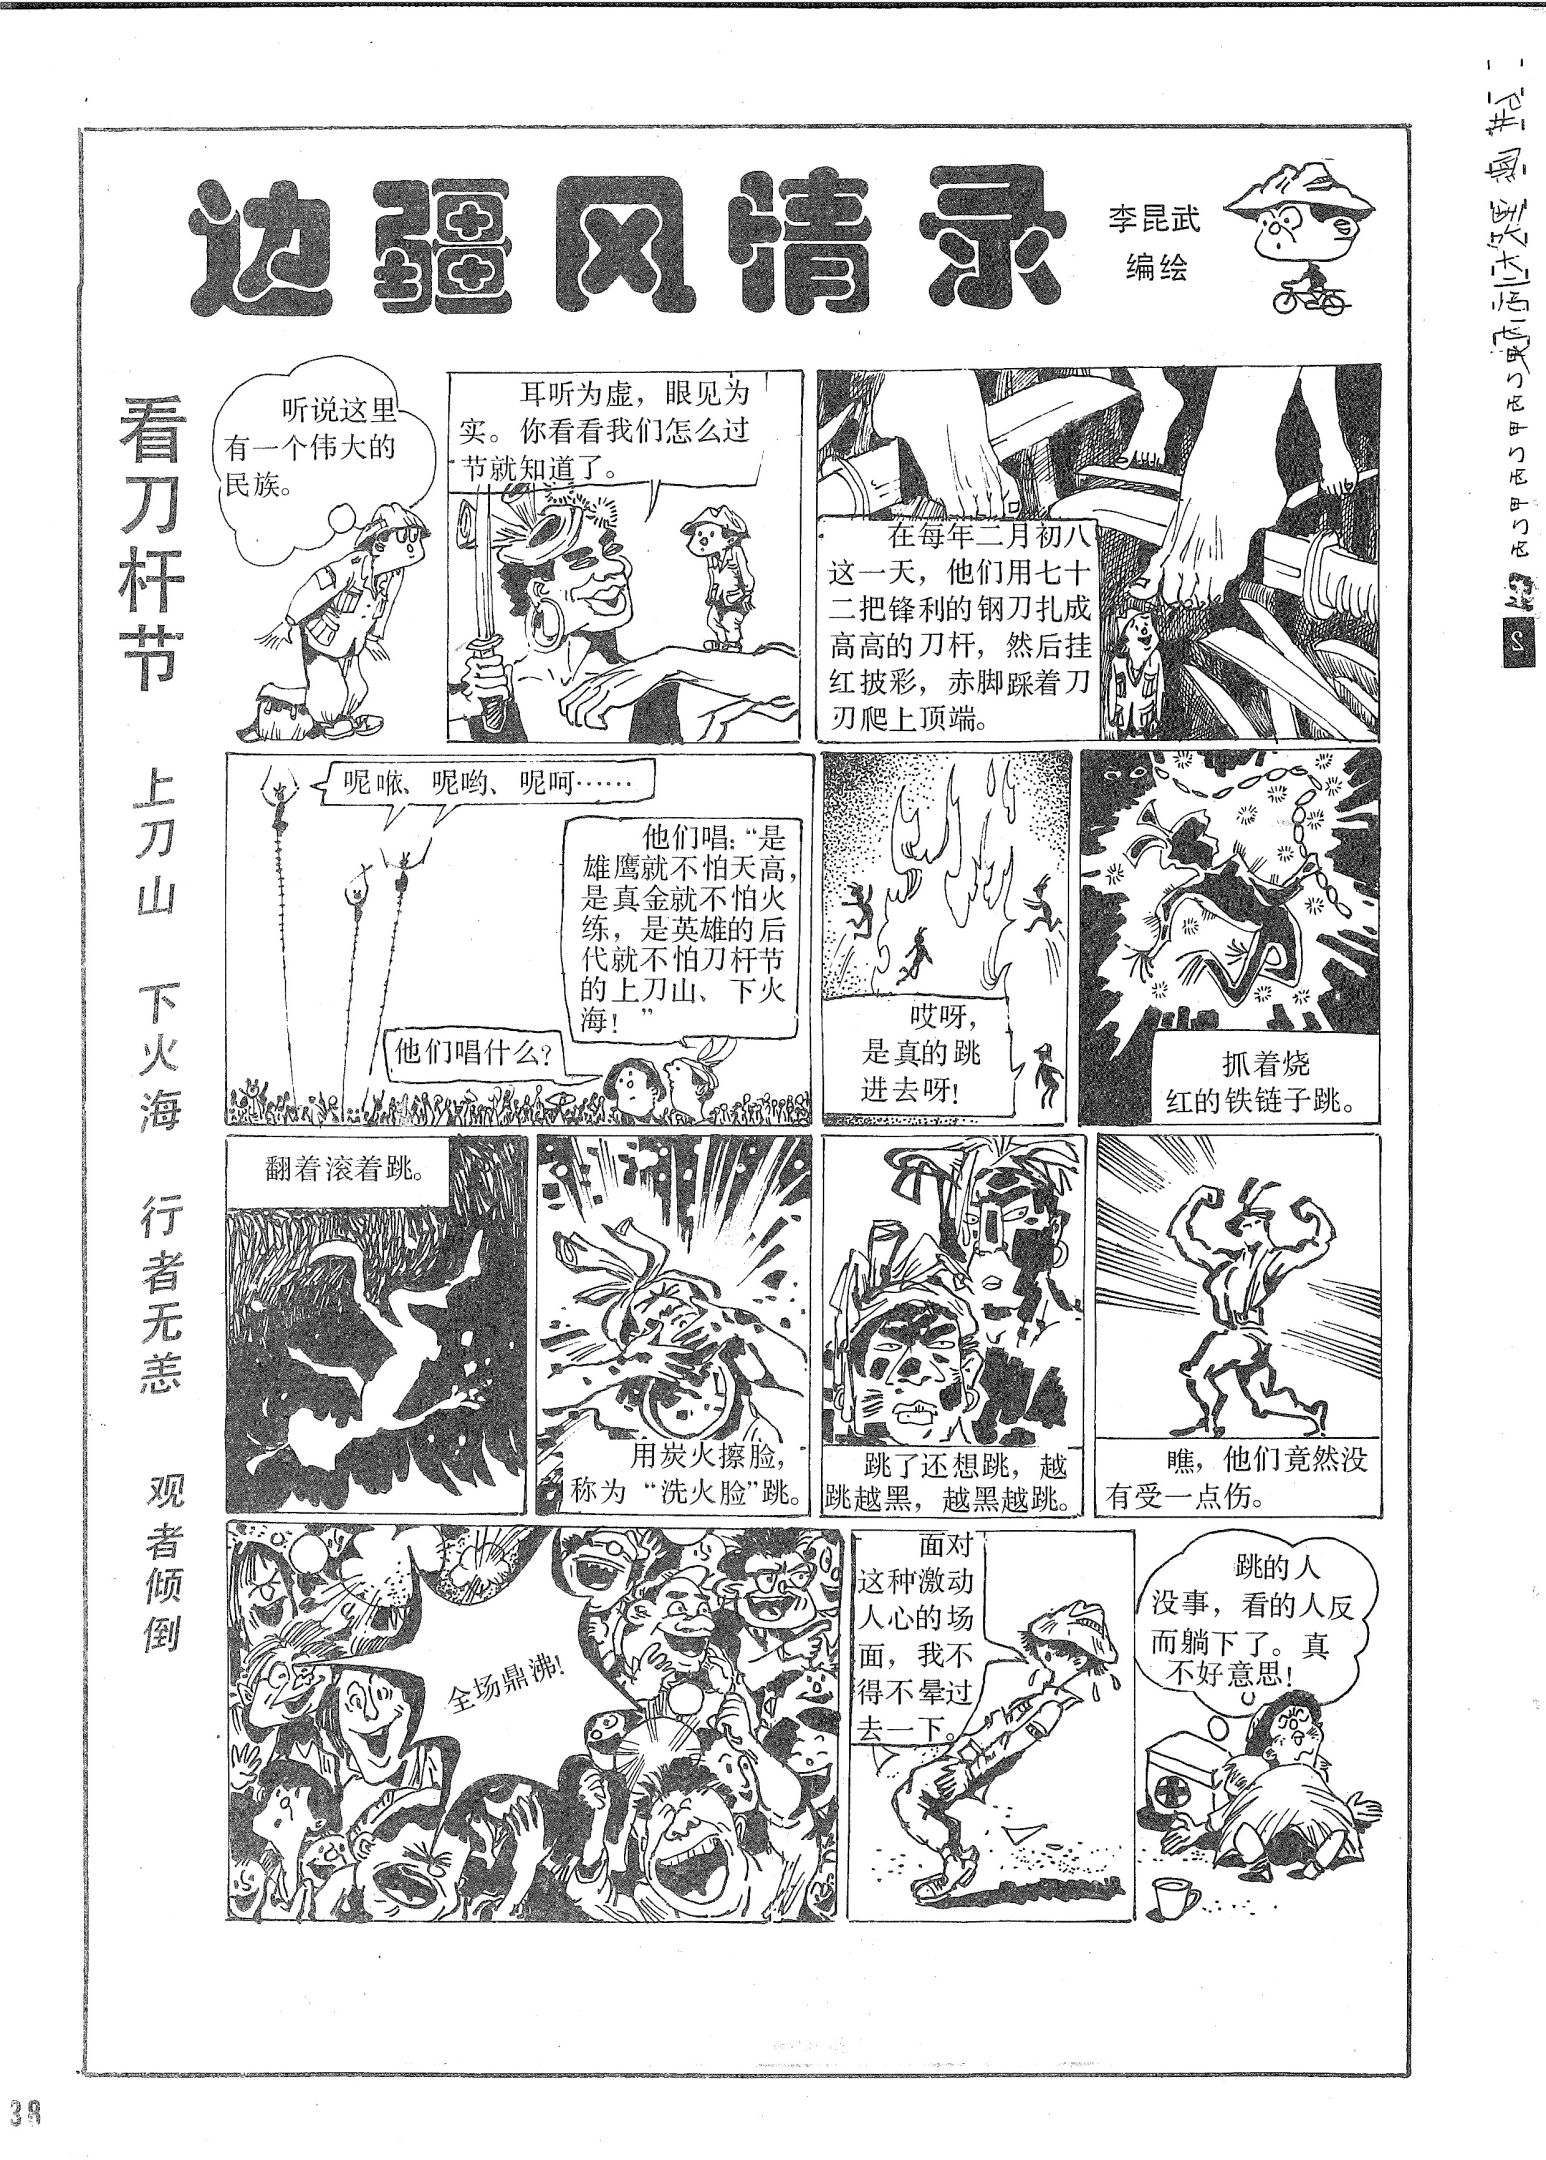 边疆风情录
李昆武
编绘
看刀杆节
上刀山 下火海 行者无恙 观者倾倒
听说这里
有一个伟大的
民族。
耳听为虚，眼见为
实。你看看我们怎么过
节就知道了。
在每年二月初八
这一天，他们用七十
二把锋利的钢刀扎成
高高的刀杆，然后挂
红披彩，赤脚踩着刀
刃爬上顶端。
呢咻、呢哟、呢呵……
他们唱：“是
雄鹰就不怕天高，
是真金就不怕火
练，是英雄的后
代就不怕刀杆节
的上刀山、下火
海！”
他们唱什么？
哎呀，
是真的跳
进去呀！
抓着烧
红的铁链子跳。
翻着滚着跳。
用炭火擦脸，
称为“洗火脸”跳。
跳了还想跳，越
跳越黑，越黑越跳。
瞧，他们竟然没
有受一点伤。
全场鼎沸！
面对
这种激动
人心的场
面，我不
得不晕过
去一下。
跳的人
没事，看的人反
而躺下了。真
不好意思！
38